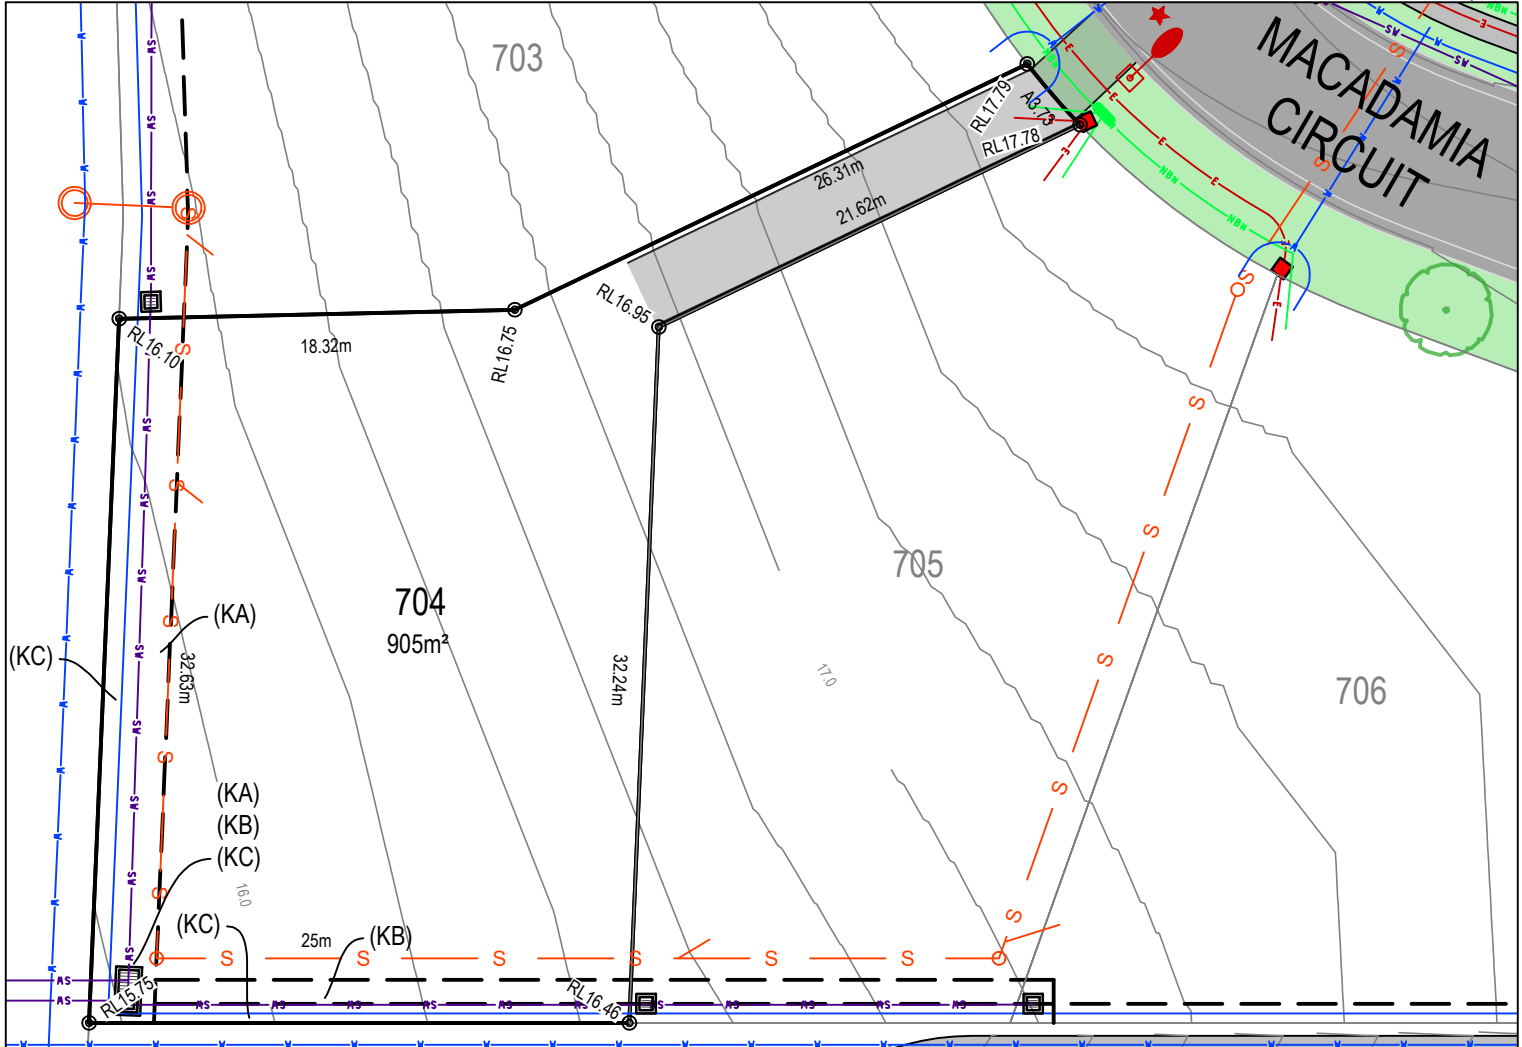 703
MACADAMIA
CIRCUIT
RL17.79
A3.73
RL17.78
26.31m
21.62m
RL16.95
RL16.75
RL16.10
18.32m
704
905m²
705
706
(KA)
(KC)
32.63m
32.24m
17.0
(KA)
(KB)
(KC)
16.0
(KC)
25m
(KB)
RL15.75
RL16.46
W
SW
S
E
NBN